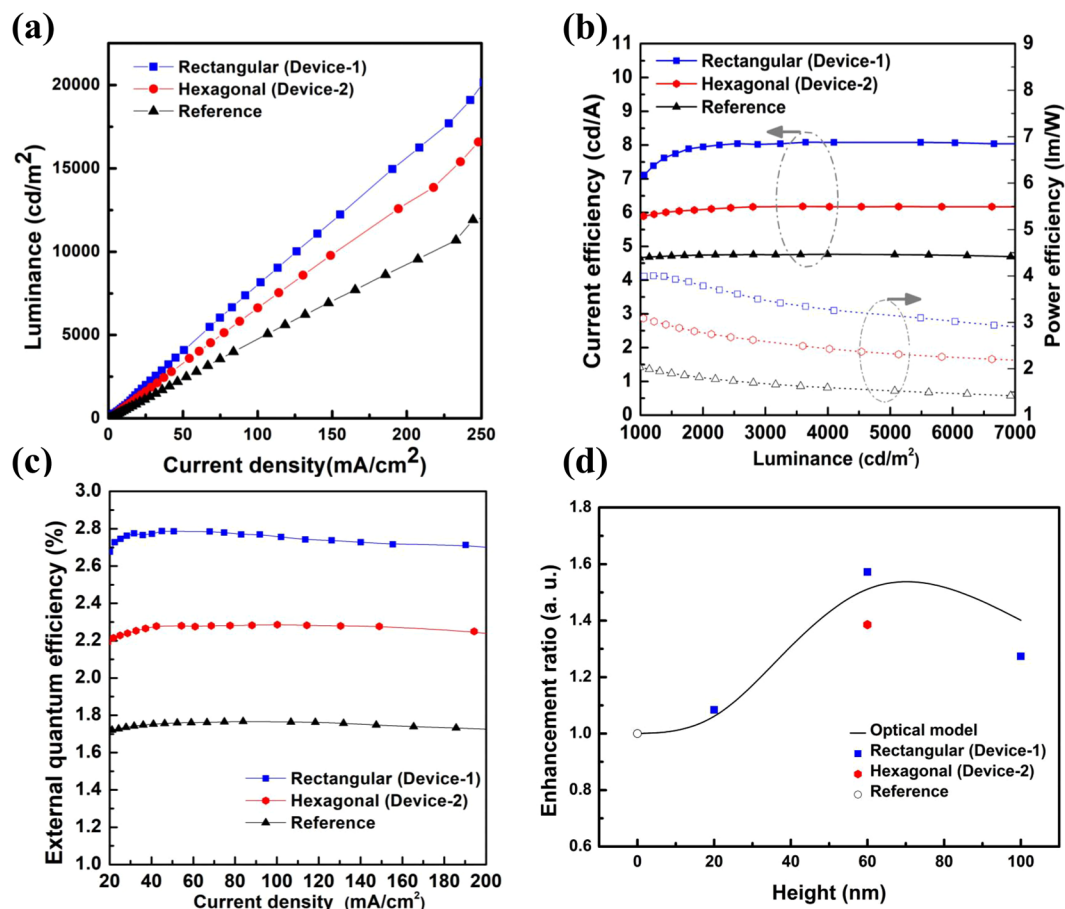 (a)
Luminance (cd/m²)
20000
15000
10000
5000
0
Rectangular (Device-1)
Hexagonal (Device-2)
Reference
0 50 100 150 200 250
Current density(mA/cm²)
(b)
Current efficiency (cd/A)
11
10
9
8
7
6
5
4
3
2
1
0
Rectangular (Device-1)
Hexagonal (Device-2)
Reference
9
8
7
6
5
4
3
2
1
Power efficiency (lm/W)
1000 2000 3000 4000 5000 6000 7000
Luminance (cd/m²)
(c)
External quantum efficiency (%)
3.0
2.8
2.6
2.4
2.2
2.0
1.8
1.6
1.4
1.2
1.0
Rectangular (Device-1)
Hexagonal (Device-2)
Reference
20 40 60 80 100 120 140 160 180 200
Current density (mA/cm²)
(d)
Enhancement ratio (a. u.)
1.8
1.6
1.4
1.2
1.0
0.8
0.6
Optical model
Rectangular (Device-1)
Hexagonal (Device-2)
Reference
0 20 40 60 80 100
Height (nm)